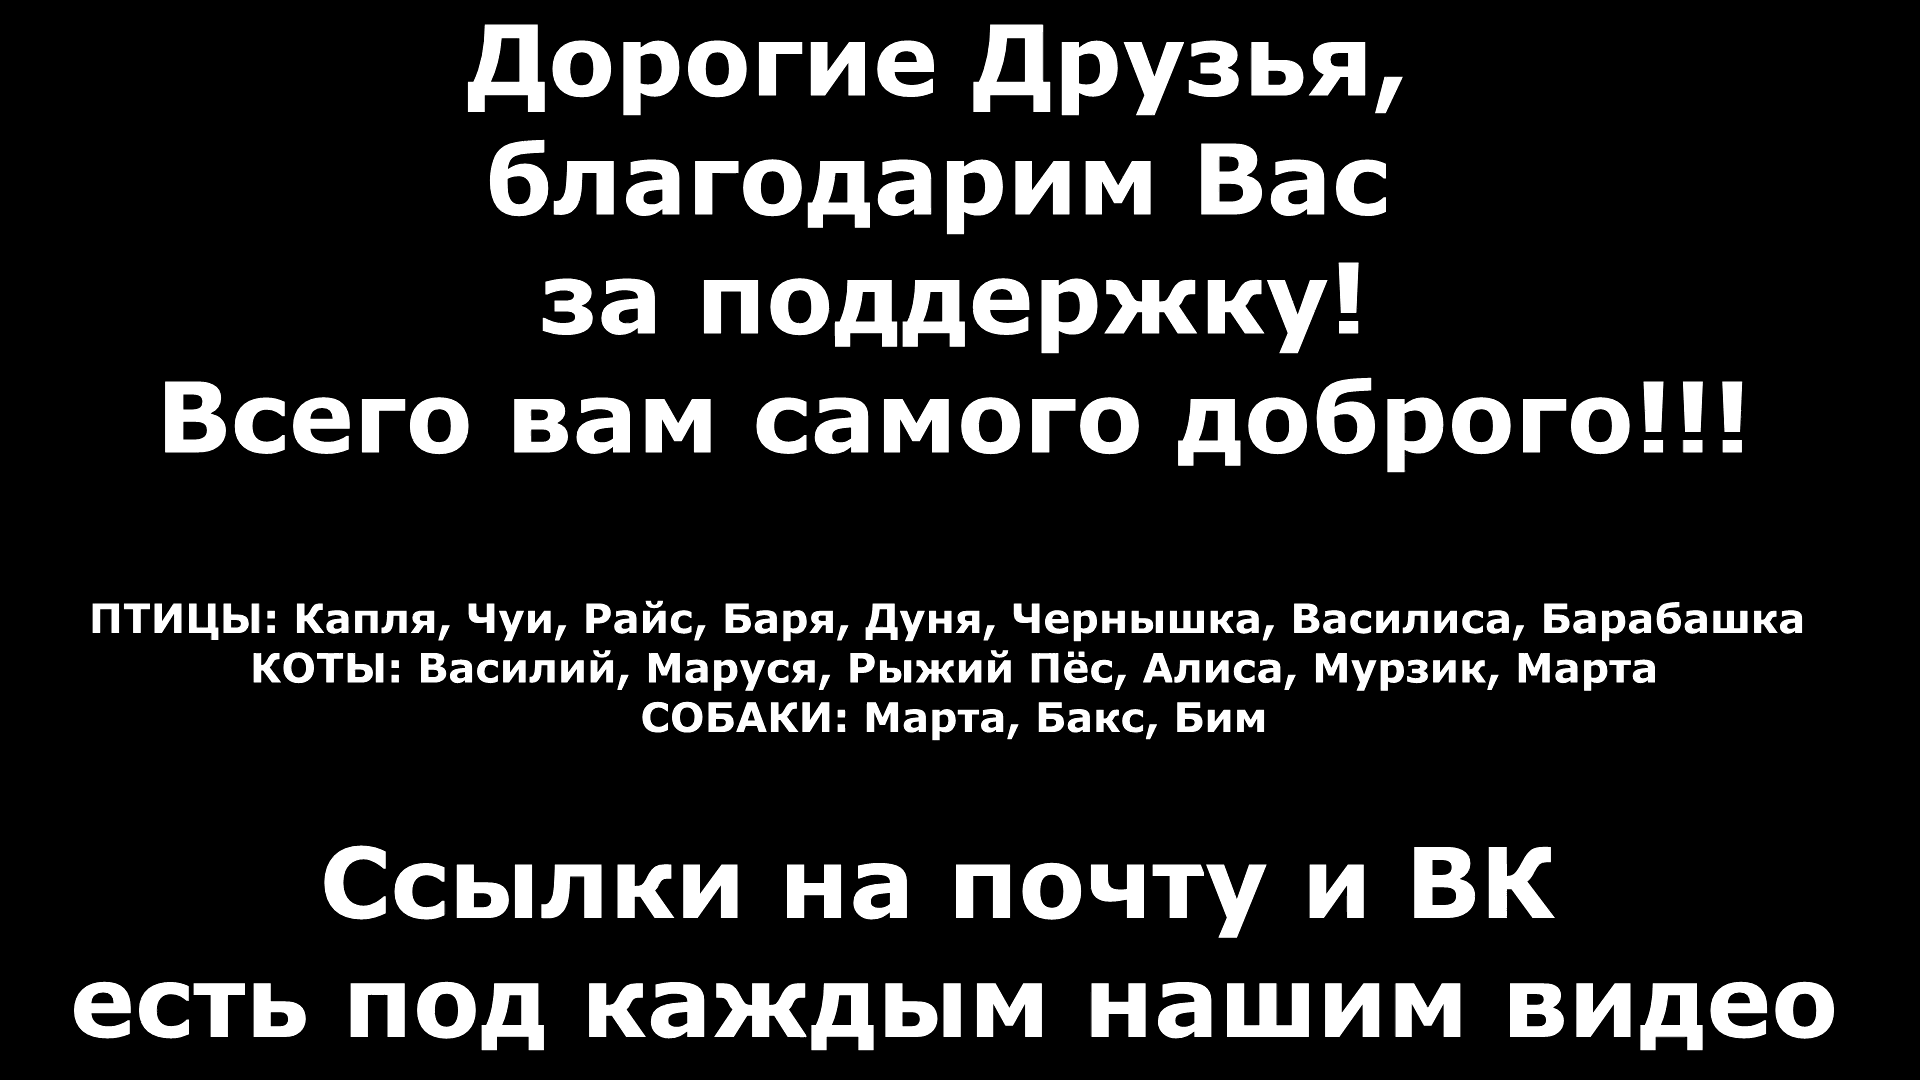 Дорогие Друзья,
благодарим Вас
за поддержку!
Всего вам самого доброго!!!
ПТИЦЫ: Капля, Чуи, Райс, Баря, Дуня, Чернышка, Василиса, Барабашка
КОТЫ: Василий, Маруся, Рыжий Пёс, Алиса, Мурзик, Марта
СОБАКИ: Марта, Бакс, Бим
Ссылки на почту и ВК
есть под каждым нашим видео